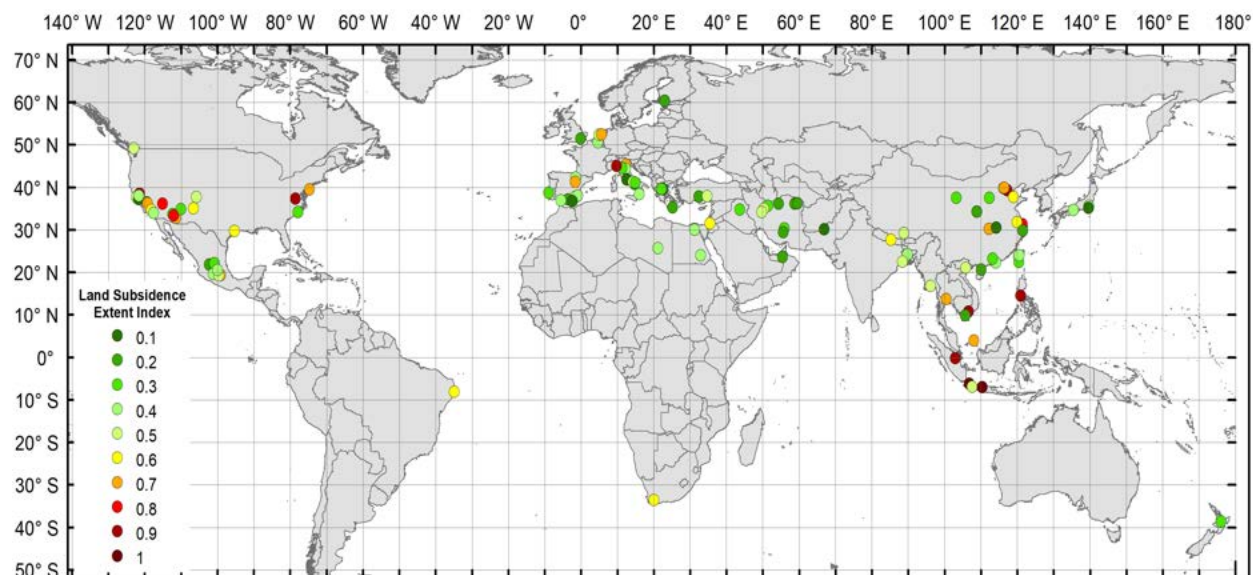 140° W 120° W 100° W 80° W 60° W 40° W 20° W 0° 20° E 40° E 60° E 80° E 100° E 120° E 140° E 160° E 180° E
70° N
60° N
50° N
40° N
30° N
20° N
10° N
0°
10° S
20° S
30° S
40° S
50° S
Land Subsidence
Extent Index
0.1
0.2
0.3
0.4
0.5
0.6
0.7
0.8
0.9
1